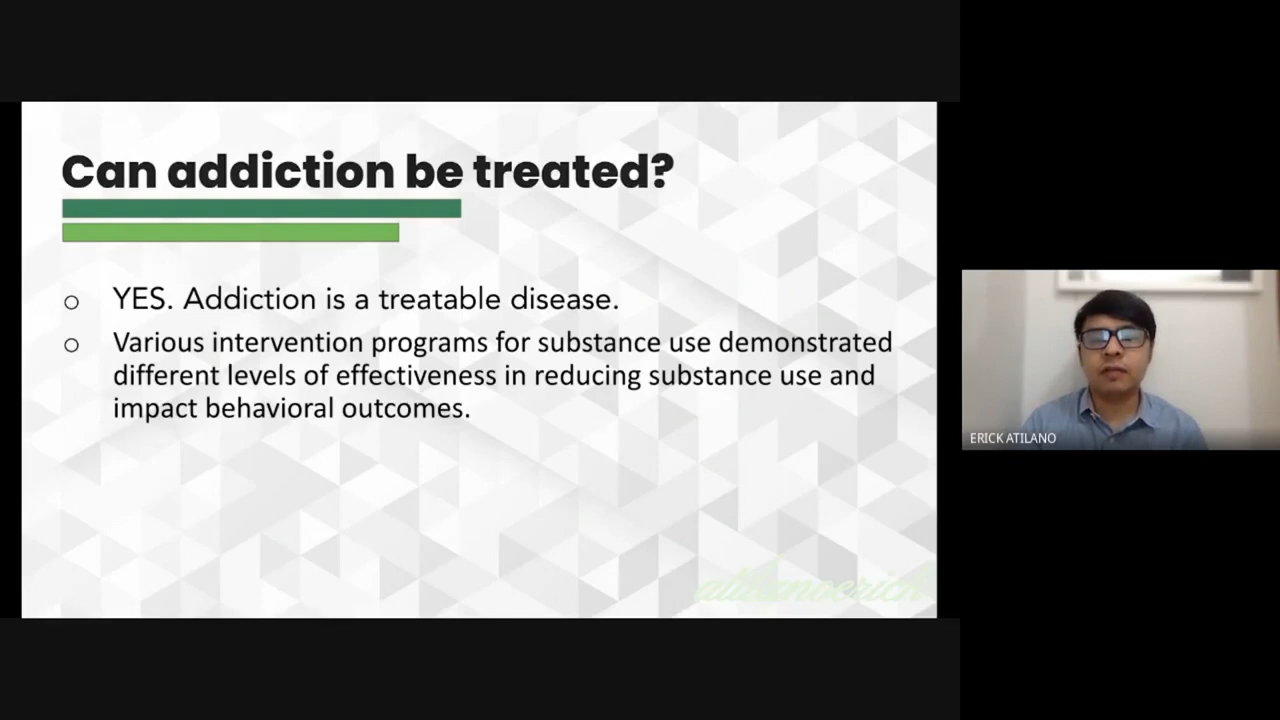 Can addiction be treated?
YES. Addiction is a treatable disease.
Various intervention programs for substance use demonstrated
different levels of effectiveness in reducing substance use and
impact behavioral outcomes.
atilanoerick
ERICK ATILANO